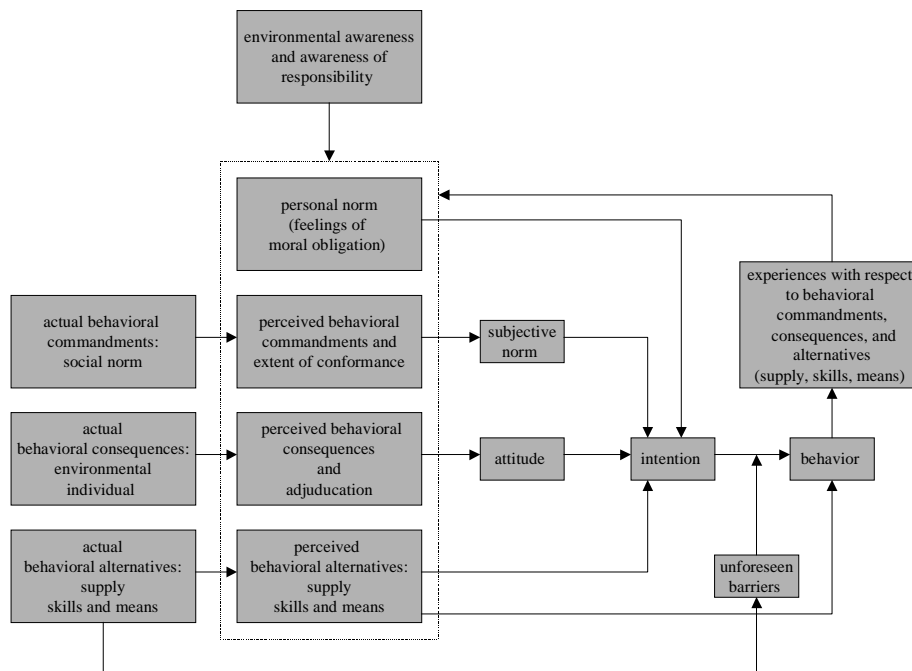 environmental awareness
and awareness of
responsibility
personal norm
(feelings of
moral obligation)
experiences with respect
to behavioral
commandments,
consequences, and
alternatives
(supply, skills, means)
actual behavioral
commandments:
social norm
perceived behavioral
commandments and
extent of conformance
subjective
norm
actual
behavioral consequences:
environmental
individual
perceived behavioral
consequences
and
adjuducation
attitude
intention
behavior
actual
behavioral alternatives:
supply
skills and means
perceived
behavioral alternatives:
supply
skills and means
unforeseen
barriers